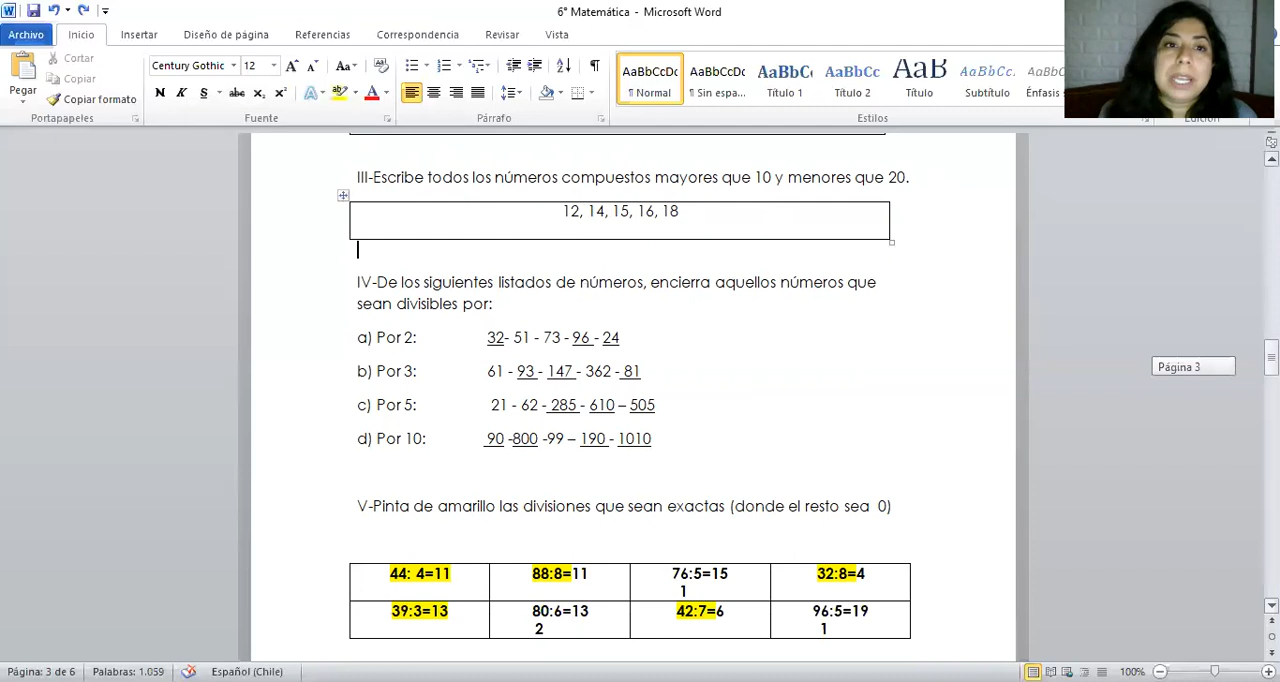 6° Matemática - Microsoft Word
Archivo Inicio Insertar Diseño de página Referencias Correspondencia Revisar Vista
Pegar
Cortar
Copiar
Copiar formato
Portapapeles
Century Gothic 12
N K S abc x₂ x²
Fuente
Párrafo
AaBbCcDc AaBbCcDc AaBbC AaBbCc AaB AaBbCc AaBbCc
¶ Normal ¶ Sin espa... Título 1 Título 2 Título Subtítulo Énfasis
Estilos
III-Escribe todos los números compuestos mayores que 10 y menores que 20.
12, 14, 15, 16, 18
IV-De los siguientes listados de números, encierra aquellos números que
sean divisibles por:
a) Por 2: 32- 51 - 73 - 96 - 24
b) Por 3: 61 - 93 - 147 - 362 - 81
c) Por 5: 21 - 62 - 285 - 610 – 505
d) Por 10: 90 -800 -99 – 190 - 1010
V-Pinta de amarillo las divisiones que sean exactas (donde el resto sea 0)
44: 4=11 88:8=11 76:5=15 32:8=4
1
39:3=13 80:6=13 42:7=6 96:5=19
2 1
Página 3
Página: 3 de 6 Palabras: 1.059 Español (Chile) 100%